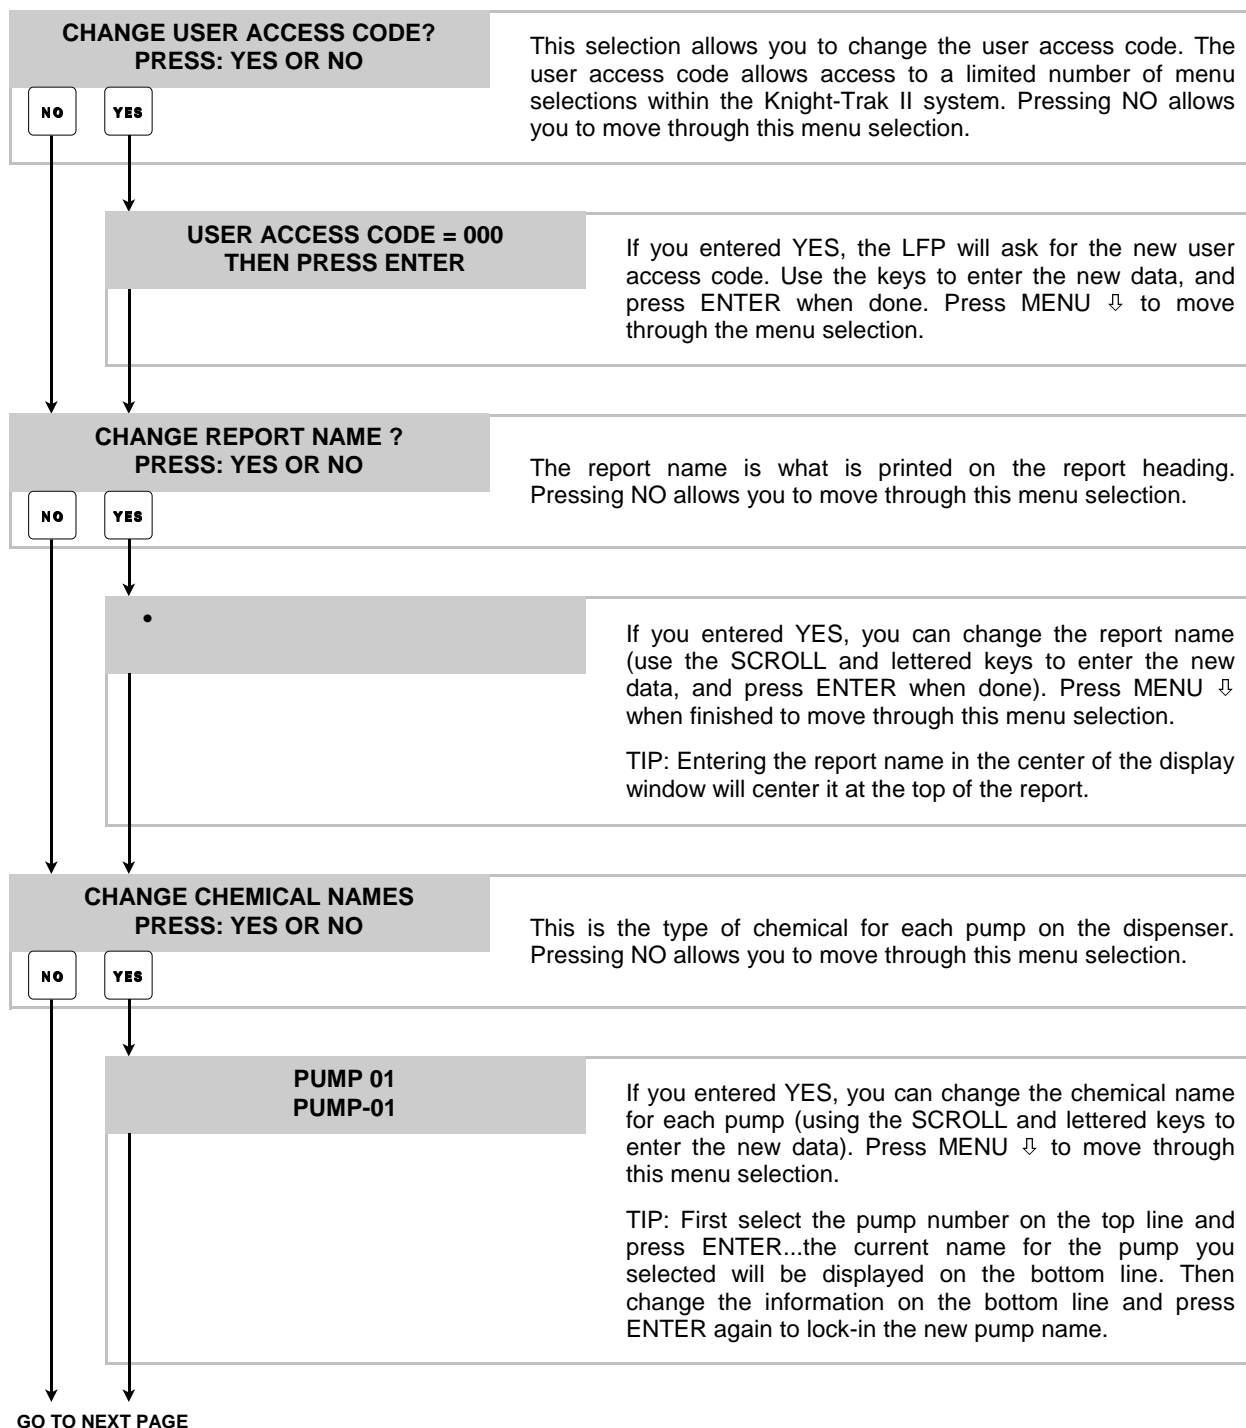 CHANGE USER ACCESS CODE?
PRESS: YES OR NO
NO
YES
This selection allows you to change the user access code. The
user access code allows access to a limited number of menu
selections within the Knight-Trak II system. Pressing NO allows
you to move through this menu selection.
USER ACCESS CODE = 000
THEN PRESS ENTER
If you entered YES, the LFP will ask for the new user
access code. Use the keys to enter the new data, and
press ENTER when done. Press MENU ⇩ to move
through the menu selection.
CHANGE REPORT NAME ?
PRESS: YES OR NO
NO
YES
The report name is what is printed on the report heading.
Pressing NO allows you to move through this menu selection.
•
If you entered YES, you can change the report name
(use the SCROLL and lettered keys to enter the new
data, and press ENTER when done). Press MENU ⇩
when finished to move through this menu selection.
TIP: Entering the report name in the center of the display
window will center it at the top of the report.
CHANGE CHEMICAL NAMES
PRESS: YES OR NO
NO
YES
This is the type of chemical for each pump on the dispenser.
Pressing NO allows you to move through this menu selection.
PUMP 01
PUMP-01
If you entered YES, you can change the chemical name
for each pump (using the SCROLL and lettered keys to
enter the new data). Press MENU ⇩ to move through
this menu selection.
TIP: First select the pump number on the top line and
press ENTER...the current name for the pump you
selected will be displayed on the bottom line. Then
change the information on the bottom line and press
ENTER again to lock-in the new pump name.
GO TO NEXT PAGE